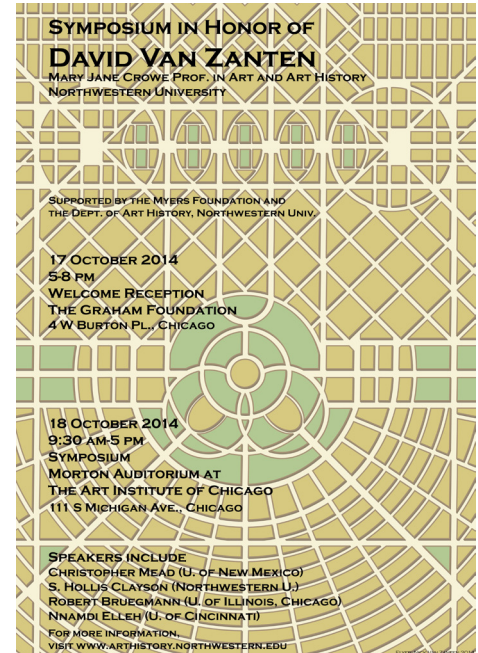 Symposium in Honor of
David Van Zanten
Mary Jane Crowe Prof. in Art and Art History
Northwestern University
Supported by the Myers Foundation and
the Dept. of Art History, Northwestern Univ.
17 October 2014
5-8 pm
Welcome Reception
The Graham Foundation
4 W Burton Pl., Chicago
18 October 2014
9:30 am-5 pm
Symposium
Morton Auditorium at
The Art Institute of Chicago
111 S Michigan Ave., Chicago
Speakers include
Christopher Mead (U. of New Mexico)
S. Hollis Clayson (Northwestern U.)
Robert Bruegmann (U. of Illinois, Chicago)
Nnamdi Elleh (U. of Cincinnati)
For more information,
visit www.arthistory.northwestern.edu